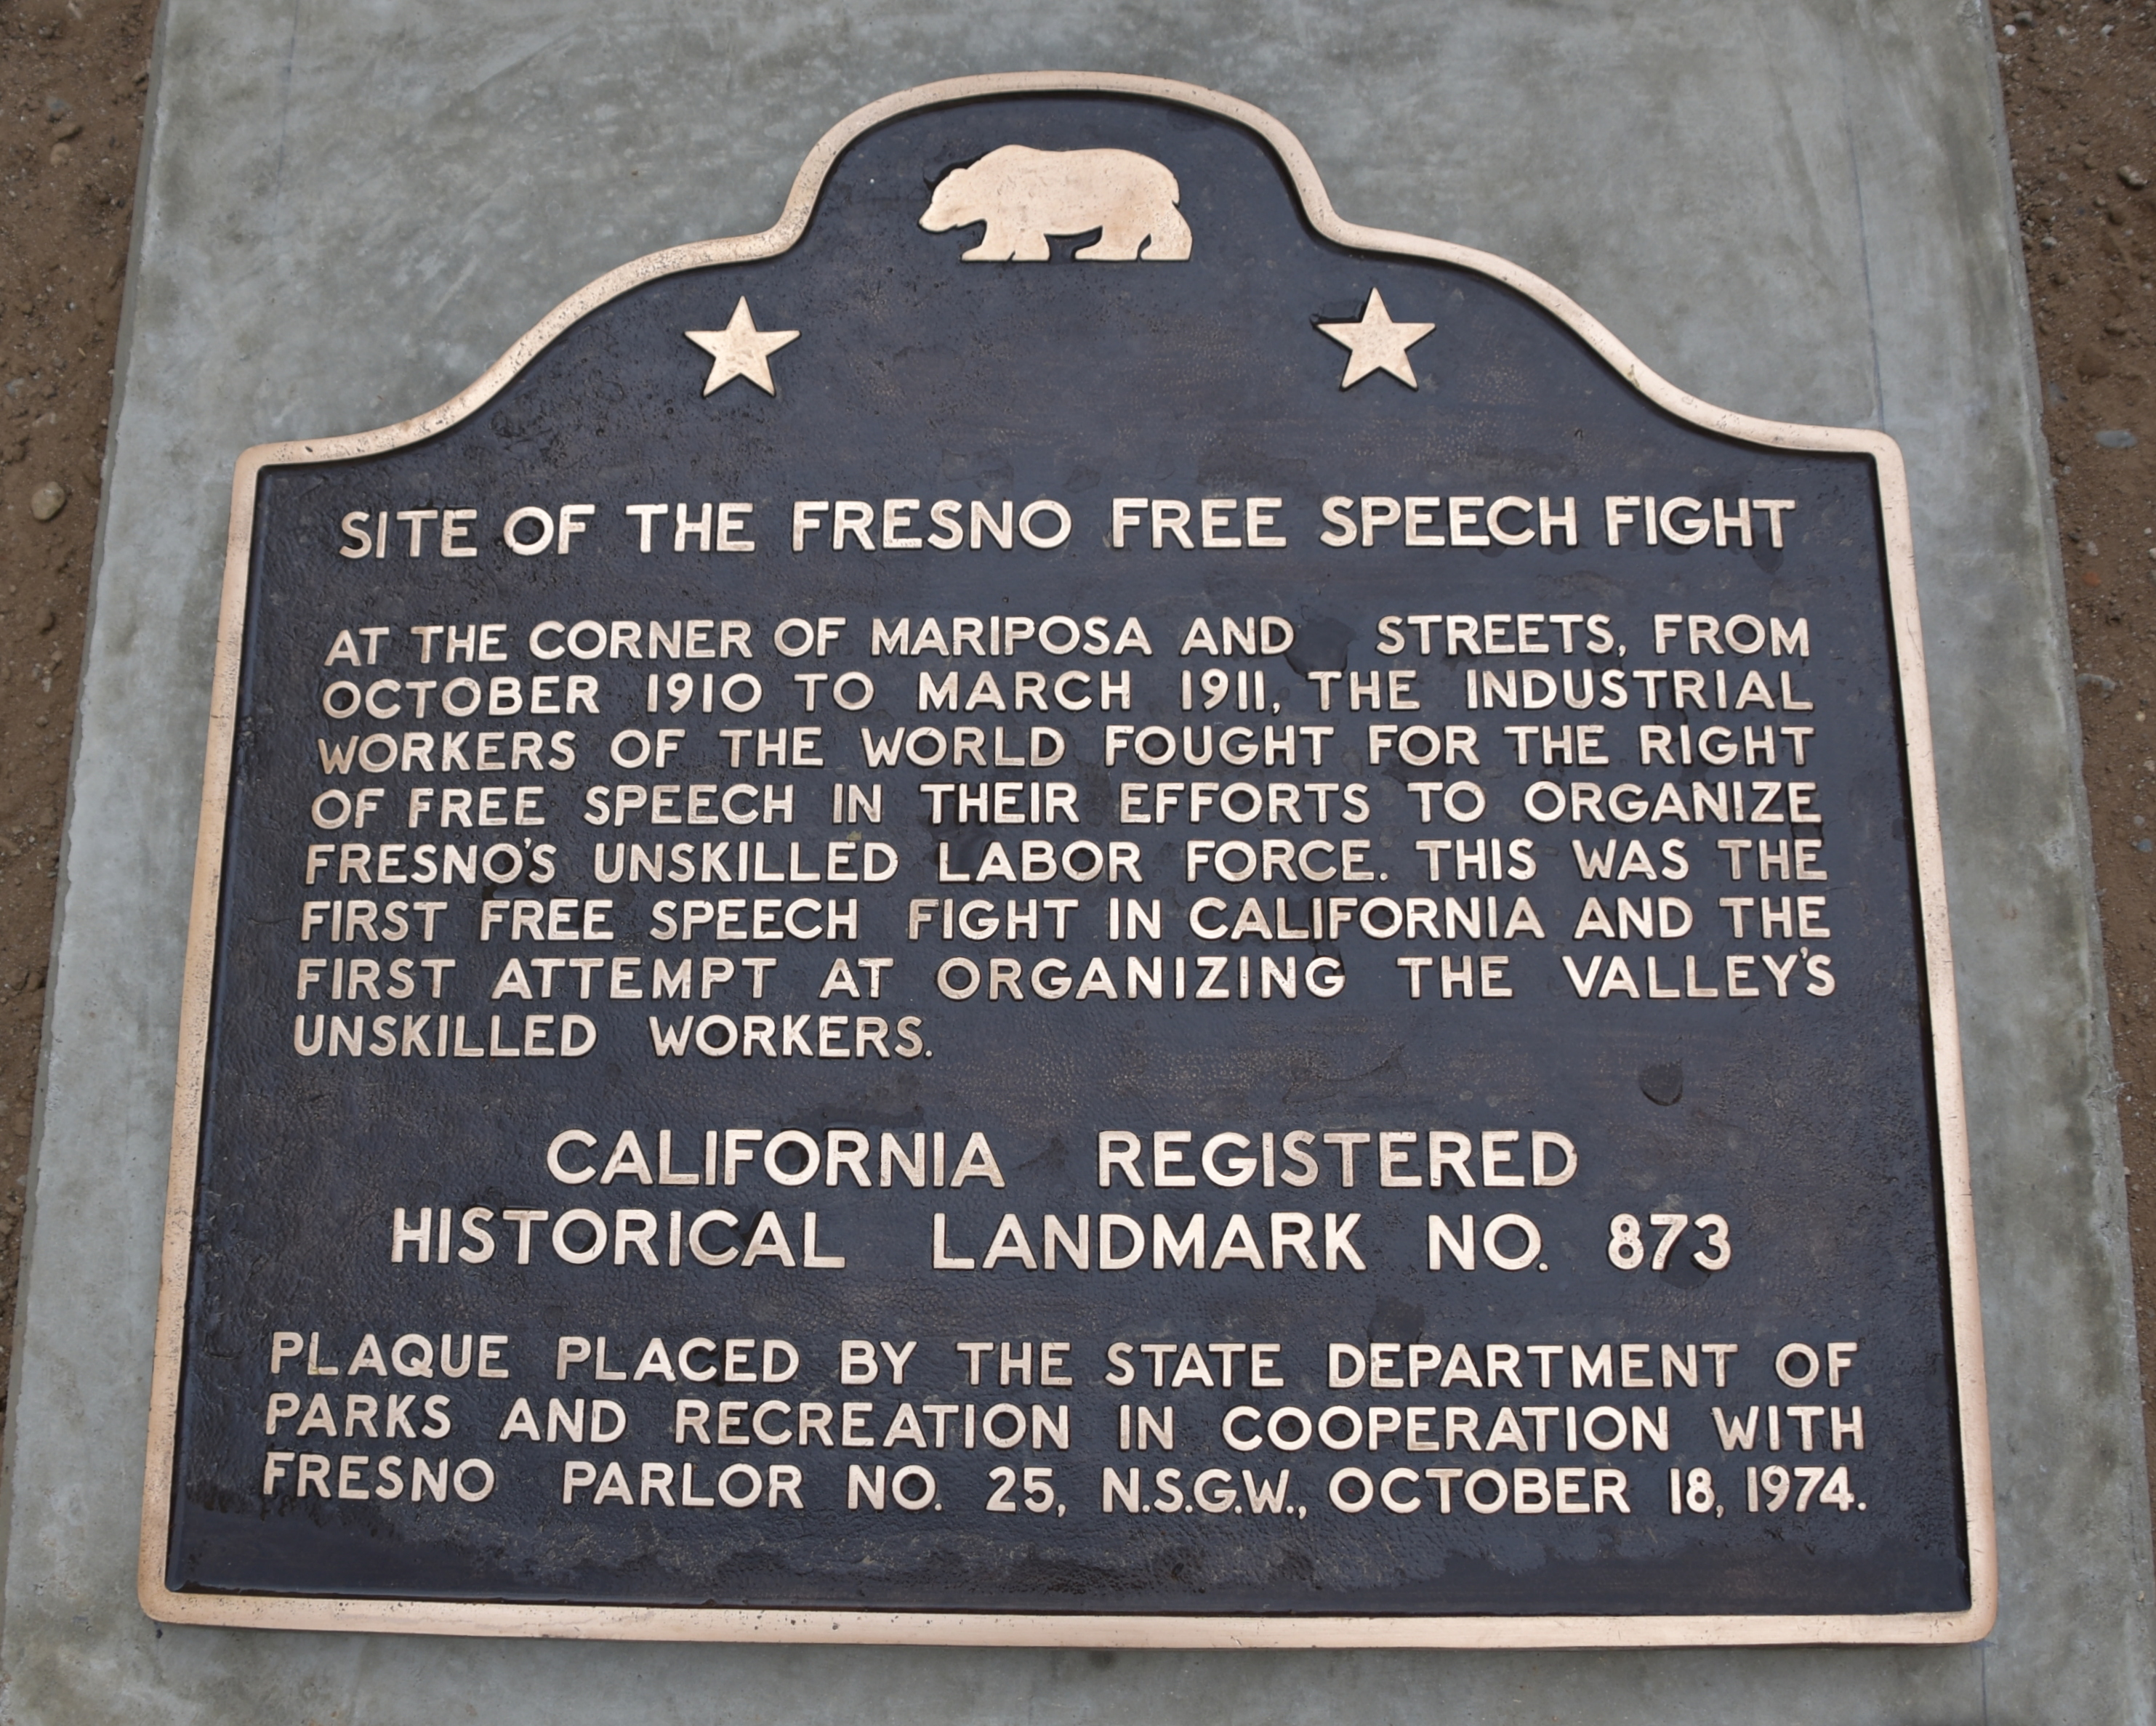 SITE OF THE FRESNO FREE SPEECH FIGHT
AT THE CORNER OF MARIPOSA AND STREETS, FROM
OCTOBER 1910 TO MARCH 1911, THE INDUSTRIAL
WORKERS OF THE WORLD FOUGHT FOR THE RIGHT
OF FREE SPEECH IN THEIR EFFORTS TO ORGANIZE
FRESNO'S UNSKILLED LABOR FORCE. THIS WAS THE
FIRST FREE SPEECH FIGHT IN CALIFORNIA AND THE
FIRST ATTEMPT AT ORGANIZING THE VALLEY'S
UNSKILLED WORKERS.
CALIFORNIA REGISTERED
HISTORICAL LANDMARK NO. 873
PLAQUE PLACED BY THE STATE DEPARTMENT OF
PARKS AND RECREATION IN COOPERATION WITH
FRESNO PARLOR NO. 25, N.S.G.W., OCTOBER 18, 1974.